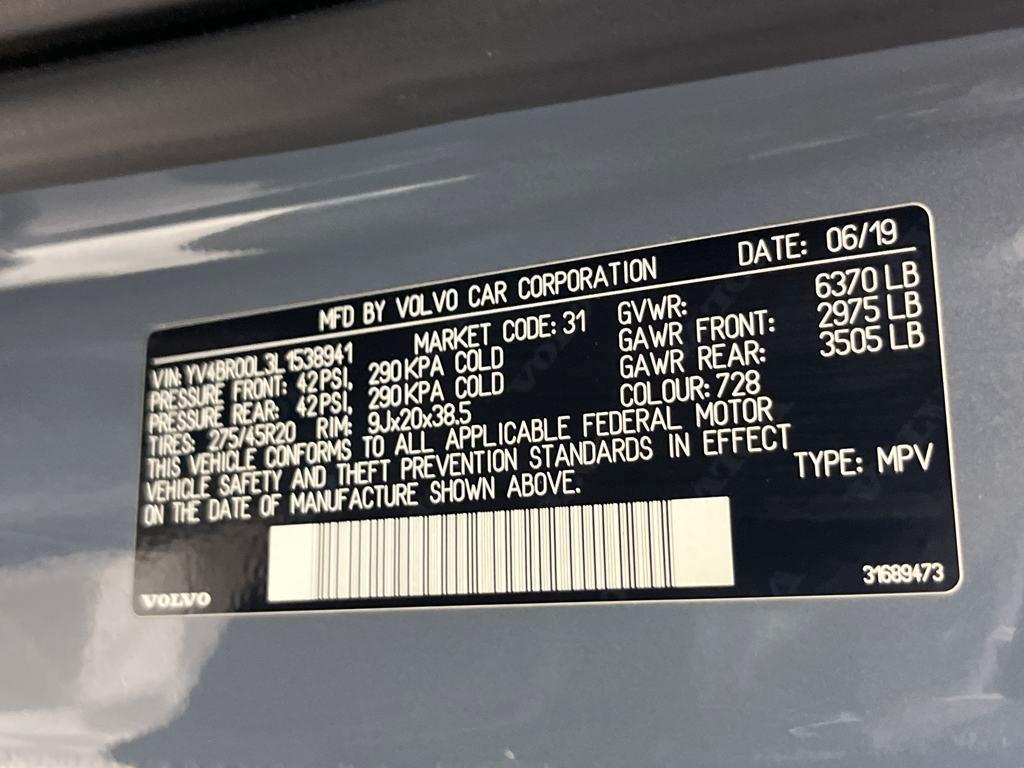 MFD BY VOLVO CAR CORPORATION DATE: 06/19
VIN: YV4BR0OL3L1538941 MARKET CODE: 31 GVWR: 6370 LB
PRESSURE FRONT: 42PSI, 290KPA COLD GAWR FRONT: 2975 LB
PRESSURE REAR: 42PSI, 290KPA COLD GAWR REAR: 3505 LB
TIRES: 275/45R20 RIM: 9Jx20x38.5 COLOUR: 728
THIS VEHICLE CONFORMS TO ALL APPLICABLE FEDERAL MOTOR
VEHICLE SAFETY AND THEFT PREVENTION STANDARDS IN EFFECT
ON THE DATE OF MANUFACTURE SHOWN ABOVE. TYPE: MPV
VOLVO 31689473